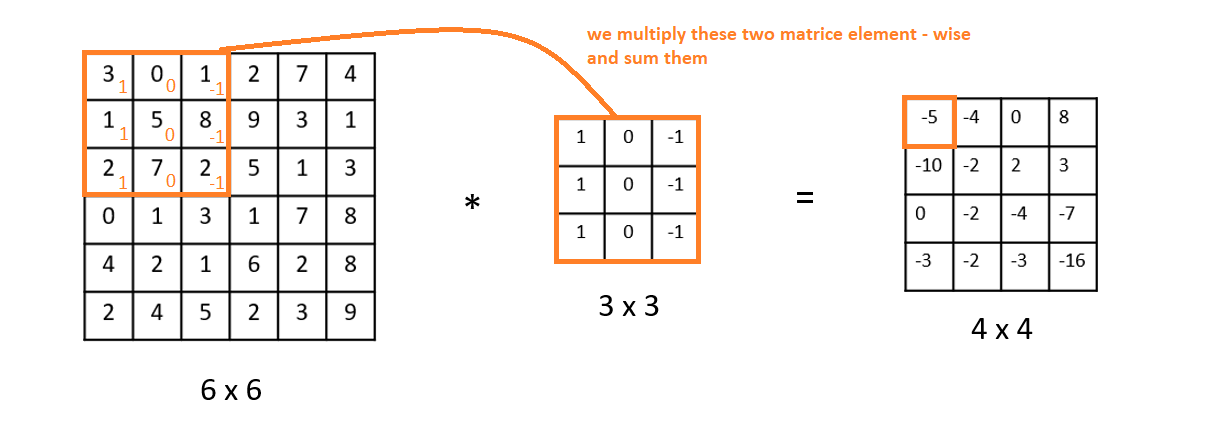 we multiply these two matrice element - wise
and sum them
3 1 0 0 1 -1 2 7 4
1 1 5 0 8 -1 9 3 1
2 1 7 0 2 -1 5 1 3
0 1 3 1 7 8
4 2 1 6 2 8
2 4 5 2 3 9
6 x 6
*
1 0 -1
1 0 -1
1 0 -1
3 x 3
=
-5 -4 0 8
-10 -2 2 3
0 -2 -4 -7
-3 -2 -3 -16
4 x 4